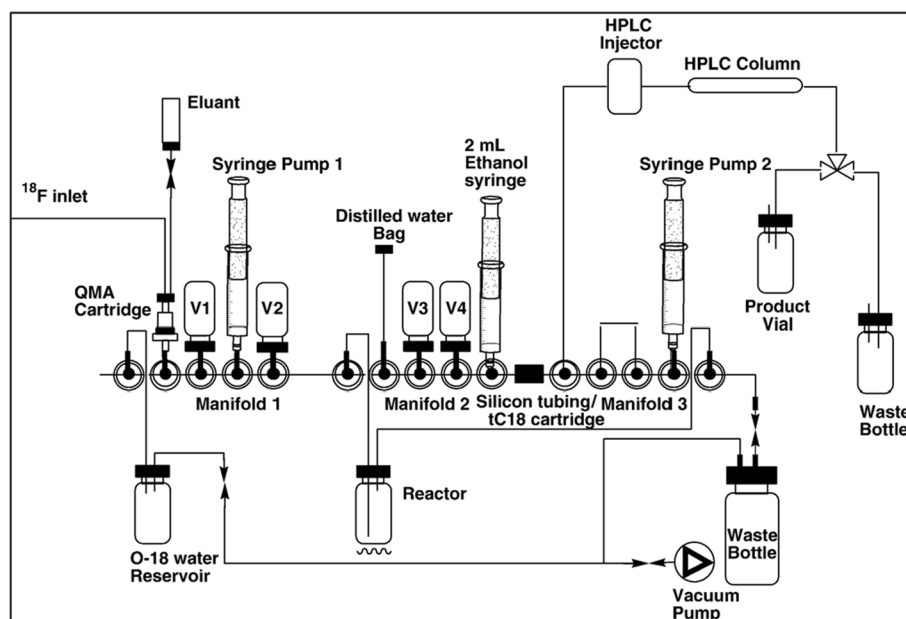 HPLC
Injector
HPLC Column
Eluant
2 mL
Ethanol
syringe
Syringe Pump 1
Syringe Pump 2
18F inlet
Distilled water
Bag
QMA
Cartridge
V1
V2
V3
V4
Product
Vial
Manifold 1
Manifold 2
Silicon tubing/
tC18 cartridge
Manifold 3
Waste
Bottle
Reactor
O-18 water
Reservoir
Waste
Bottle
Vacuum
Pump